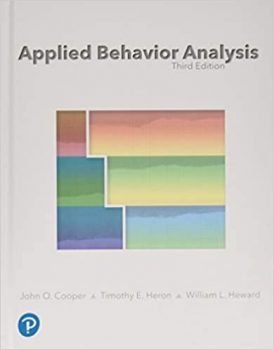 Applied Behavior Analysis
Third Edition
John O. Cooper ▲ Timothy E. Heron ▲ William L. Heward
P